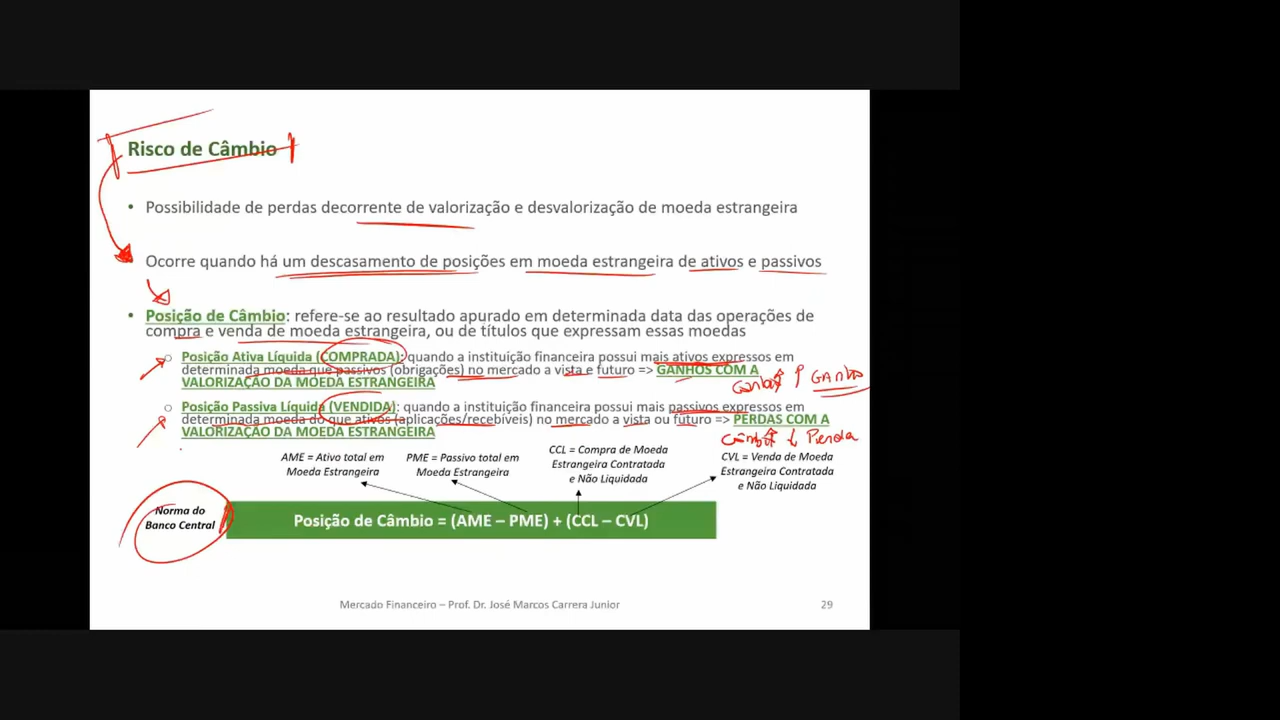 Risco de Câmbio
• Possibilidade de perdas decorrente de valorização e desvalorização de moeda estrangeira
Ocorre quando há um descasamento de posições em moeda estrangeira de ativos e passivos
• Posição de Câmbio: refere-se ao resultado apurado em determinada data das operações de
compra e venda de moeda estrangeira, ou de títulos que expressam essas moedas
○ Posição Ativa Líquida (COMPRADA): quando a instituição financeira possui mais ativos expressos em
determinada moeda que passivos (obrigações) no mercado a vista e futuro => GANHOS COM A
VALORIZAÇÃO DA MOEDA ESTRANGEIRA
↑ GANHO
○ Posição Passiva Líquida (VENDIDA): quando a instituição financeira possui mais passivos expressos em
determinada moeda do que ativos (aplicações/recebíveis) no mercado a vista ou futuro => PERDAS COM A
VALORIZAÇÃO DA MOEDA ESTRANGEIRA
Perda
AME = Ativo total em
Moeda Estrangeira
PME = Passivo total em
Moeda Estrangeira
CCL = Compra de Moeda
Estrangeira Contratada
e Não Liquidada
CVL = Venda de Moeda
Estrangeira Contratada
e Não Liquidada
Norma do
Banco Central
Posição de Câmbio = (AME – PME) + (CCL – CVL)
Mercado Financeiro – Prof. Dr. José Marcos Carrera Junior
29